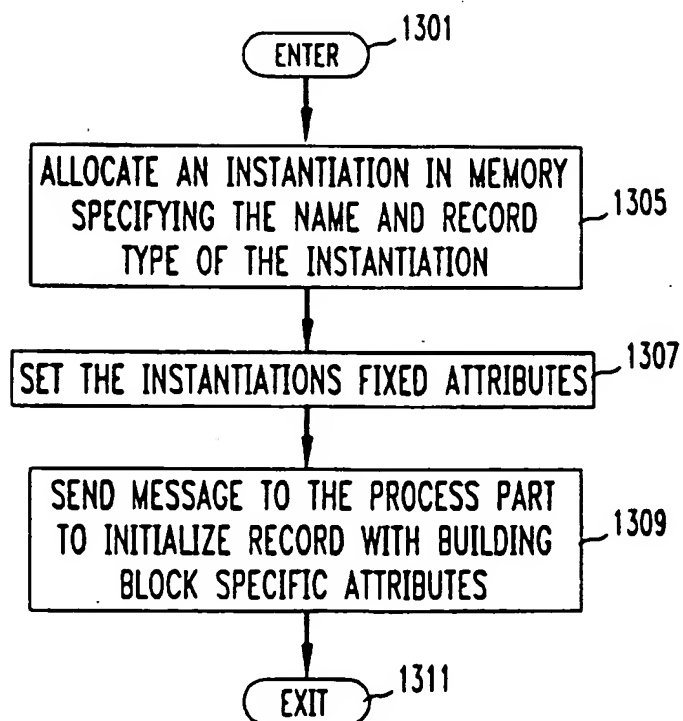 ENTER
1301
ALLOCATE AN INSTANTIATION IN MEMORY
SPECIFYING THE NAME AND RECORD
TYPE OF THE INSTANTIATION
1305
SET THE INSTANTIATIONS FIXED ATTRIBUTES
1307
SEND MESSAGE TO THE PROCESS PART
TO INITIALIZE RECORD WITH BUILDING
BLOCK SPECIFIC ATTRIBUTES
1309
EXIT
1311